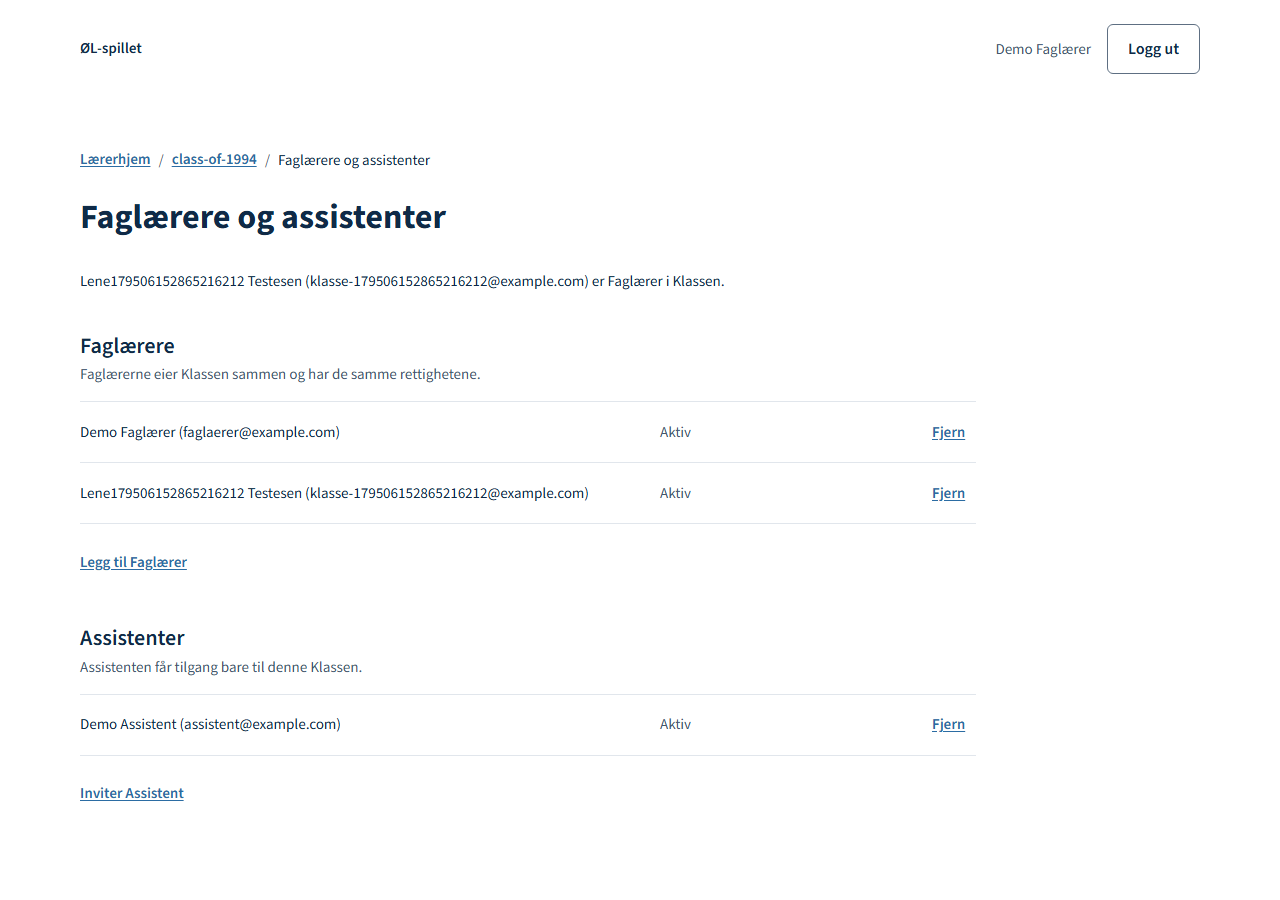 ØL-spillet
Demo Faglærer
Logg ut
Lærerhjem / class-of-1994 / Faglærere og assistenter
Faglærere og assistenter
Lene179506152865216212 Testesen (klasse-179506152865216212@example.com) er Faglærer i Klassen.
Faglærere
Faglærerne eier Klassen sammen og har de samme rettighetene.
Demo Faglærer (faglaerer@example.com) Aktiv Fjern
Lene179506152865216212 Testesen (klasse-179506152865216212@example.com) Aktiv Fjern
Legg til Faglærer
Assistenter
Assistenten får tilgang bare til denne Klassen.
Demo Assistent (assistent@example.com) Aktiv Fjern
Inviter Assistent